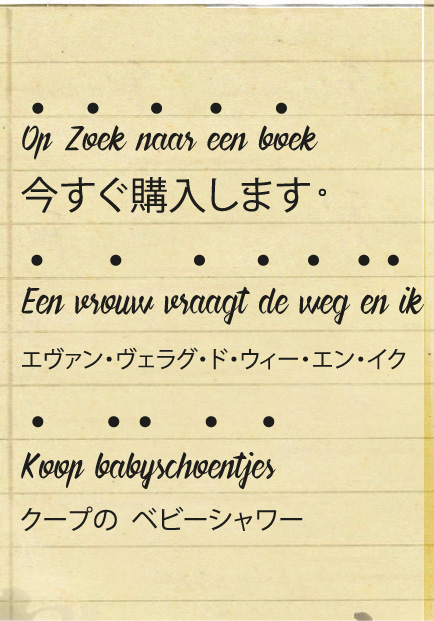 Op Zoek naar een boek
今すぐ購入します。
Een vrouw vraagt de weg en ik
エヴァン・ヴェラグ・ド・ウィー・エン・イク
Koop babyschoentjes
クープの ベビーシャワー